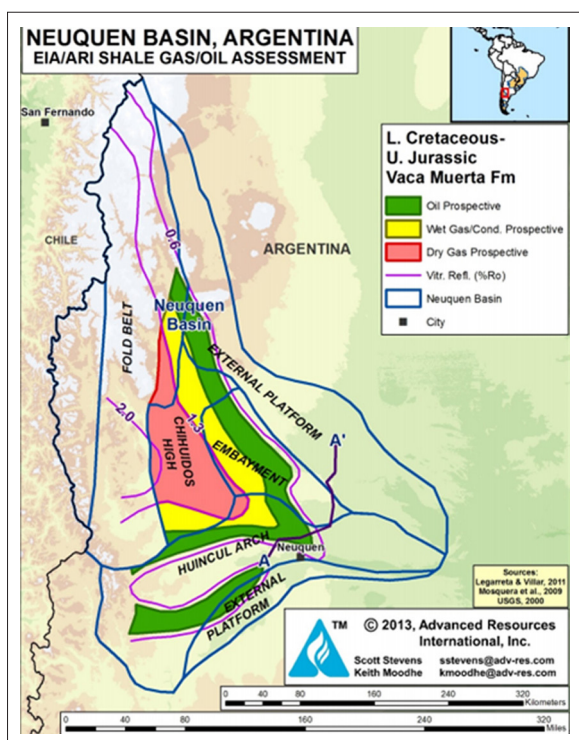 NEUQUEN BASIN, ARGENTINA
EIA/ARI SHALE GAS/OIL ASSESSMENT
San Fernando
L. Cretaceous-
U. Jurassic
Vaca Muerta Fm
Oil Prospective
Wet Gas/Cond. Prospective
Dry Gas Prospective
Vitr. Refl. (%Ro)
Neuquen Basin
City
CHILE
ARGENTINA
0.6
Neuquen
Basin
FOLD BELT
EXTERNAL PLATFORM
2.0
1.3
CHIHUIDOS
HIGH
EMBAYMENT
A'
HUINCUL ARCH
Neuquen
A
EXTERNAL
PLATFORM
Sources:
Legarreta & Villar, 2011
Mosquera et al., 2009
USGS, 2000
TM
© 2013, Advanced Resources
International, Inc.
Scott Stevens sstevens@adv-res.com
Keith Moodhe kmoodhe@adv-res.com
0 40 80 160 240 320
Kilometers
0 40 80 160 240 320
Miles